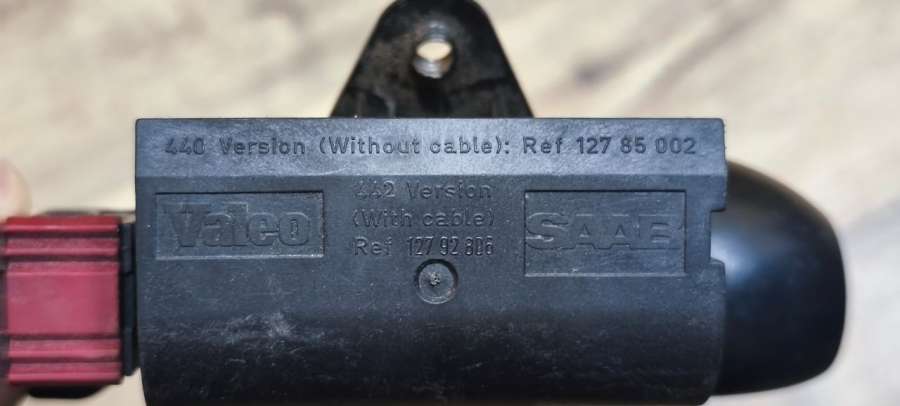 440 Version (Without cable): Ref 127 85 002
442 Version
(With cable)
Ref 127 92 806
Valeo
SAAB